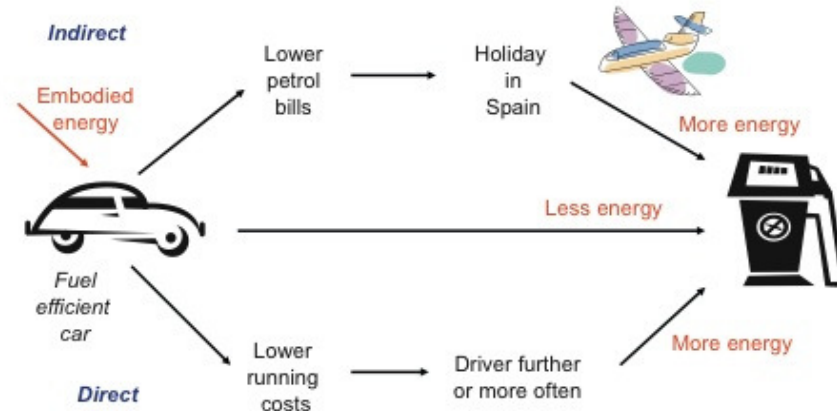 Indirect
Embodied
energy
Lower
petrol
bills
Holiday
in
Spain
More energy
Less energy
Fuel
efficient
car
Lower
running
costs
Driver further
or more often
More energy
Direct